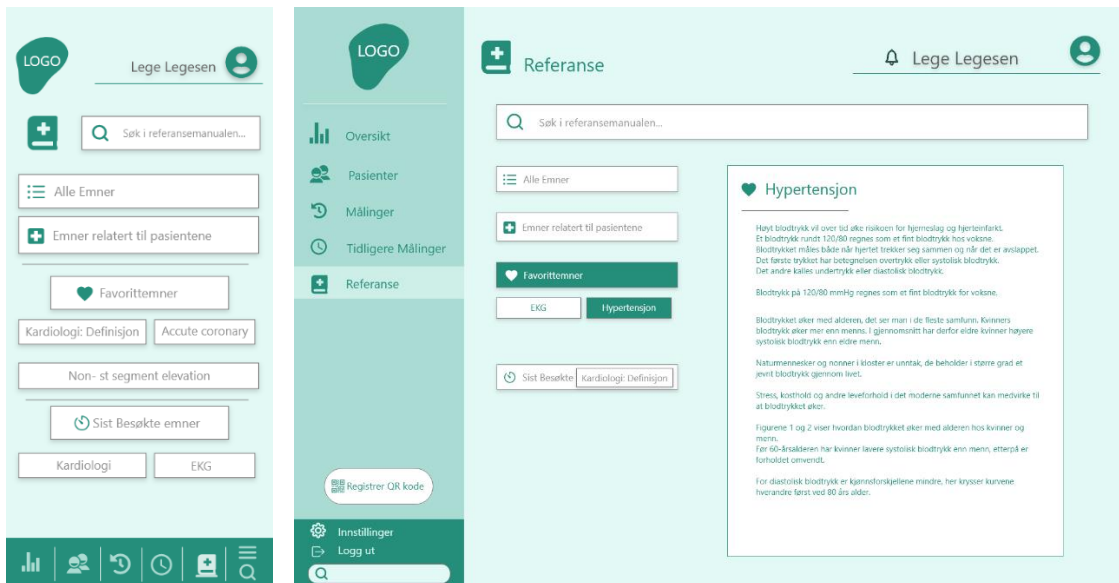 LOGO
Lege Legesen
Søk i referansemanualen...
Alle Emner
Emner relatert til pasientene
Favorittemner
Kardiologi: Definisjon
Accute coronary
Non- st segment elevation
Sist Besøkte emner
Kardiologi
EKG
LOGO
Oversikt
Pasienter
Målinger
Tidligere Målinger
Referanse
Registrer QR kode
Innstillinger
Logg ut
Referanse
Lege Legesen
Søk i referansemanualen...
Alle Emner
Emner relatert til pasientene
Favorittemner
EKG
Hypertensjon
Sist Besøkte
Kardiologi: Definisjon
Hypertensjon
Høyt blodtrykk vil over tid øke risikoen for hjerneslag og hjerteinfarkt.
Et blodtrykk rundt 120/80 regnes som et fint blodtrykk hos voksne.
Blodtrykket måles både når hjertet trekker seg sammen og når det er avslappet.
Det første trykket har betegnelsen overtrykk eller systolisk blodtrykk.
Det andre kalles undertrykk eller diastolisk blodtrykk.
Blodtrykk på 120/80 mmHg regnes som et fint blodtrykk for voksne.
Blodtrykket øker med alderen, det ser man i de fleste samfunn. Kvinners
blodtrykk øker mer enn menns. I gjennomsnitt har derfor eldre kvinner høyere
systolisk blodtrykk enn eldre menn.
Naturmennesker og nonner i kloster er unntak, de beholder i større grad et
jevnt blodtrykk gjennom livet.
Stress, kosthold og andre leveforhold i det moderne samfunnet kan medvirke til
at blodtrykket øker.
Figurene 1 og 2 viser hvordan blodtrykket øker med alderen hos kvinner og
menn.
Før 60-årsalderen har kvinner lavere systolisk blodtrykk enn menn, etterpå er
forholdet omvendt.
For diastolisk blodtrykk er kjønnsforskjellene mindre, her krysser kurvene
hverandre først ved 80 års alder.